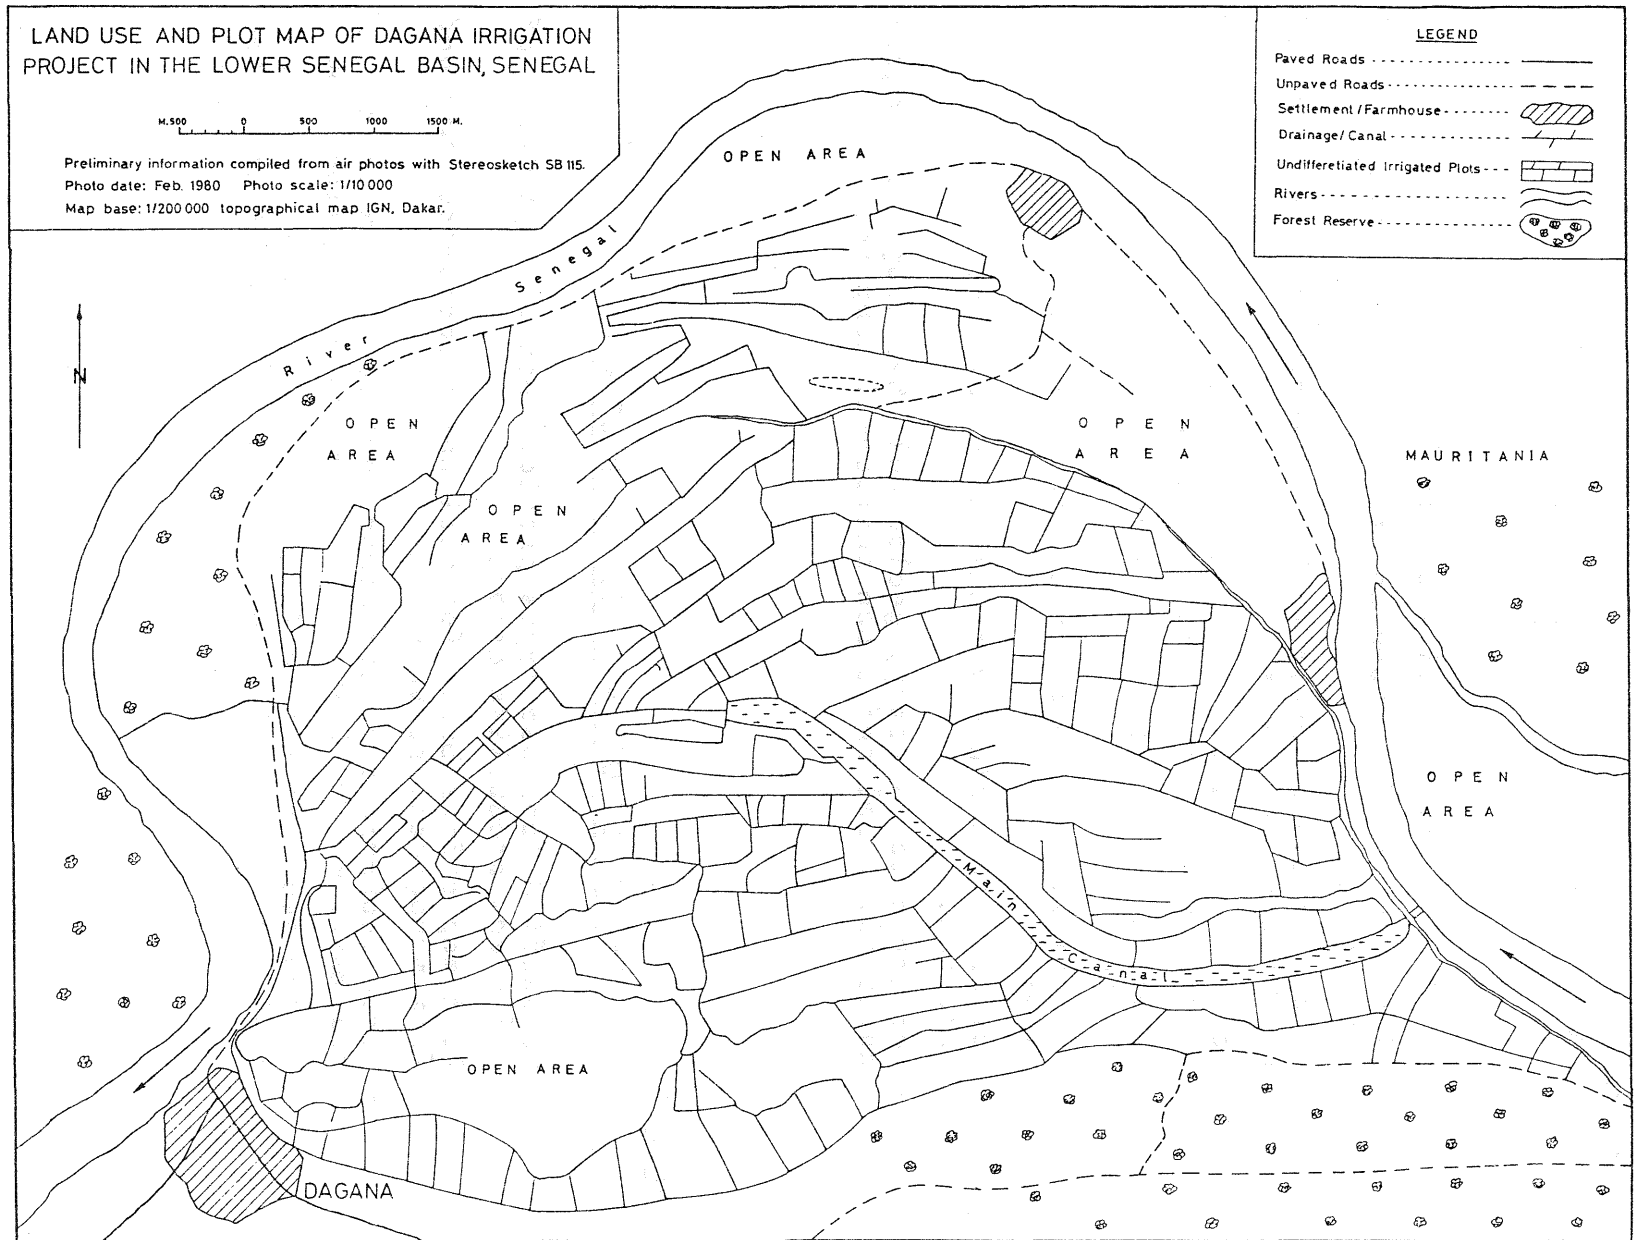 LAND USE AND PLOT MAP OF DAGANA IRRIGATION
PROJECT IN THE LOWER SENEGAL BASIN, SENEGAL
M.500 0 500 1000 1500 M.
Preliminary information compiled from air photos with Stereosketch SB 115.
Photo date: Feb. 1980 Photo scale: 1/10 000
Map base: 1/200 000 topographical map IGN, Dakar.
LEGEND
Paved Roads
Unpaved Roads
Settlement/Farmhouse
Drainage/Canal
Undifferetiated Irrigated Plots
Rivers
Forest Reserve
OPEN AREA
River Senegal
N
OPEN
AREA
OPEN
AREA
OPEN
AREA
MAURITANIA
OPEN
AREA
Main Canal
OPEN AREA
DAGANA